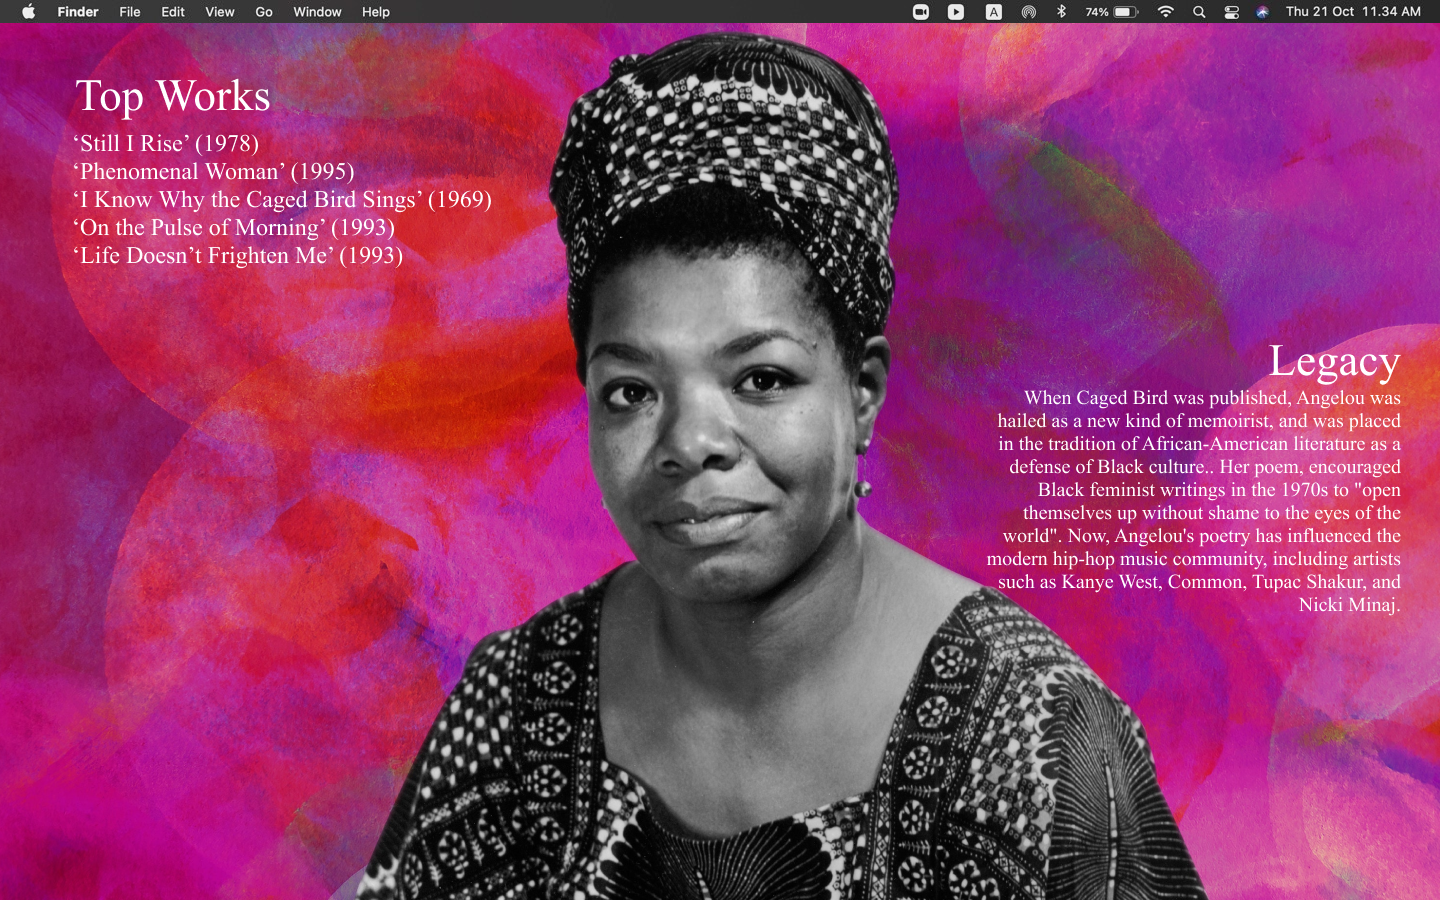 Finder File Edit View Go Window Help A 74% Thu 21 Oct 11.34 AM
Top Works
‘Still I Rise’ (1978)
‘Phenomenal Woman’ (1995)
‘I Know Why the Caged Bird Sings’ (1969)
‘On the Pulse of Morning’ (1993)
‘Life Doesn’t Frighten Me’ (1993)
Legacy
When Caged Bird was published, Angelou was
hailed as a new kind of memoirist, and was placed
in the tradition of African-American literature as a
defense of Black culture.. Her poem, encouraged
Black feminist writings in the 1970s to "open
themselves up without shame to the eyes of the
world". Now, Angelou's poetry has influenced the
modern hip-hop music community, including artists
such as Kanye West, Common, Tupac Shakur, and
Nicki Minaj.